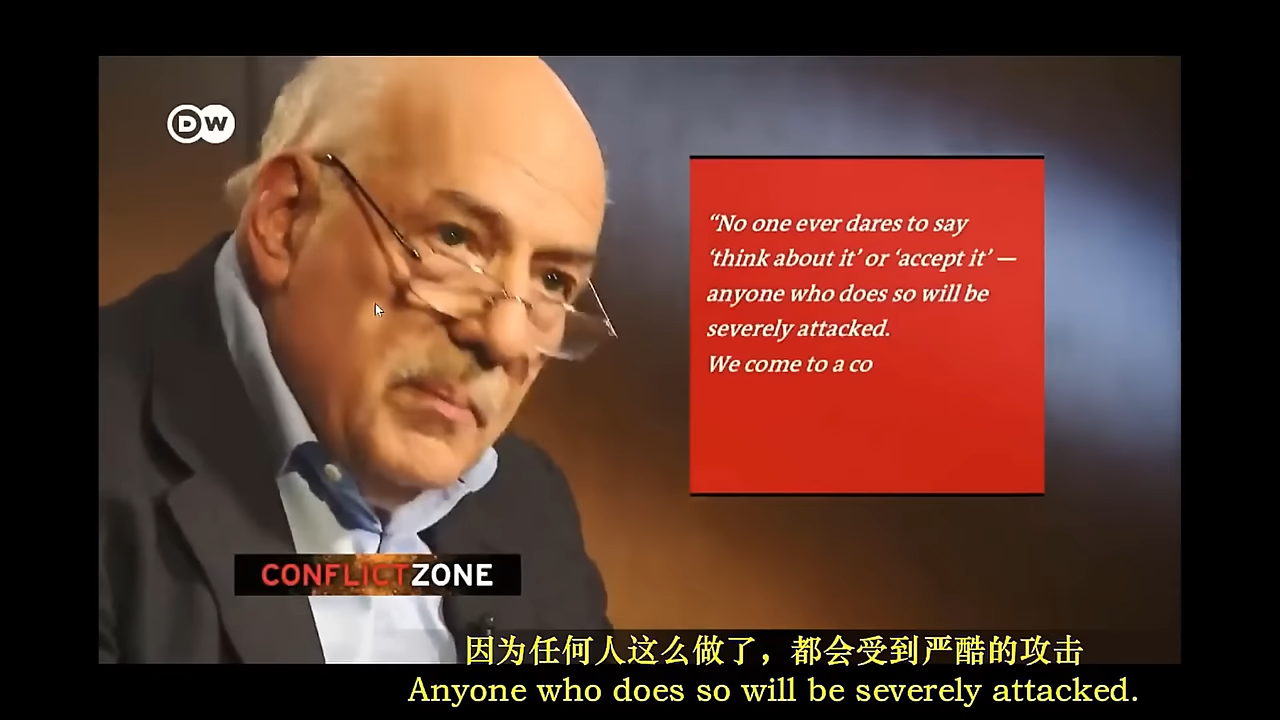 DW
“No one ever dares to say
‘think about it’ or ‘accept it’ —
anyone who does so will be
severely attacked.
We come to a co
CONFLICTZONE
因为任何人这么做了，都会受到严酷的攻击
Anyone who does so will be severely attacked.